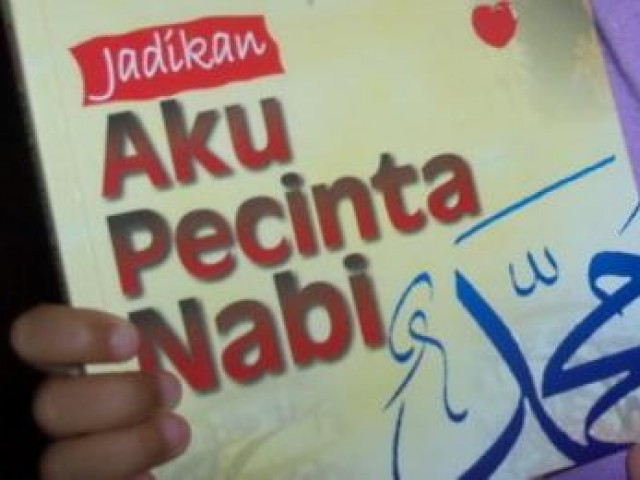 Jadikan
Aku
Pecinta
Nabi
محمد